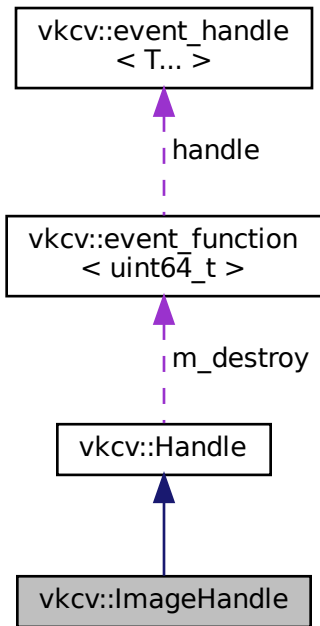 vkcv::event_handle
< T... >
handle
vkcv::event_function
< uint64_t >
m_destroy
vkcv::Handle
vkcv::ImageHandle